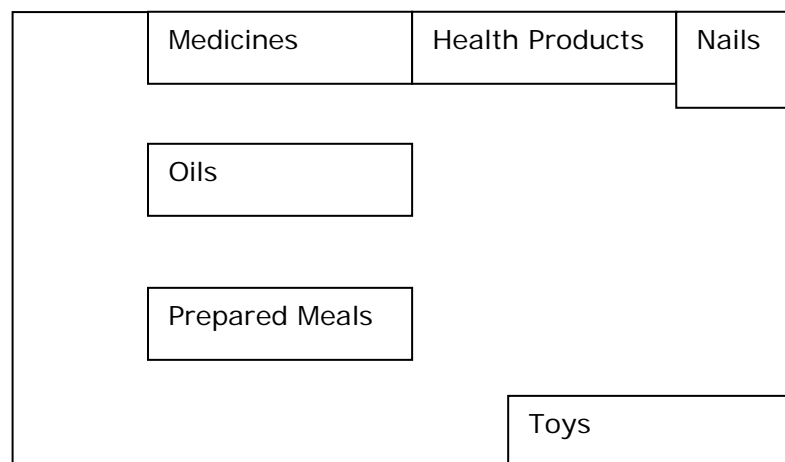 Medicines
Health Products
Nails
Oils
Prepared Meals
Toys